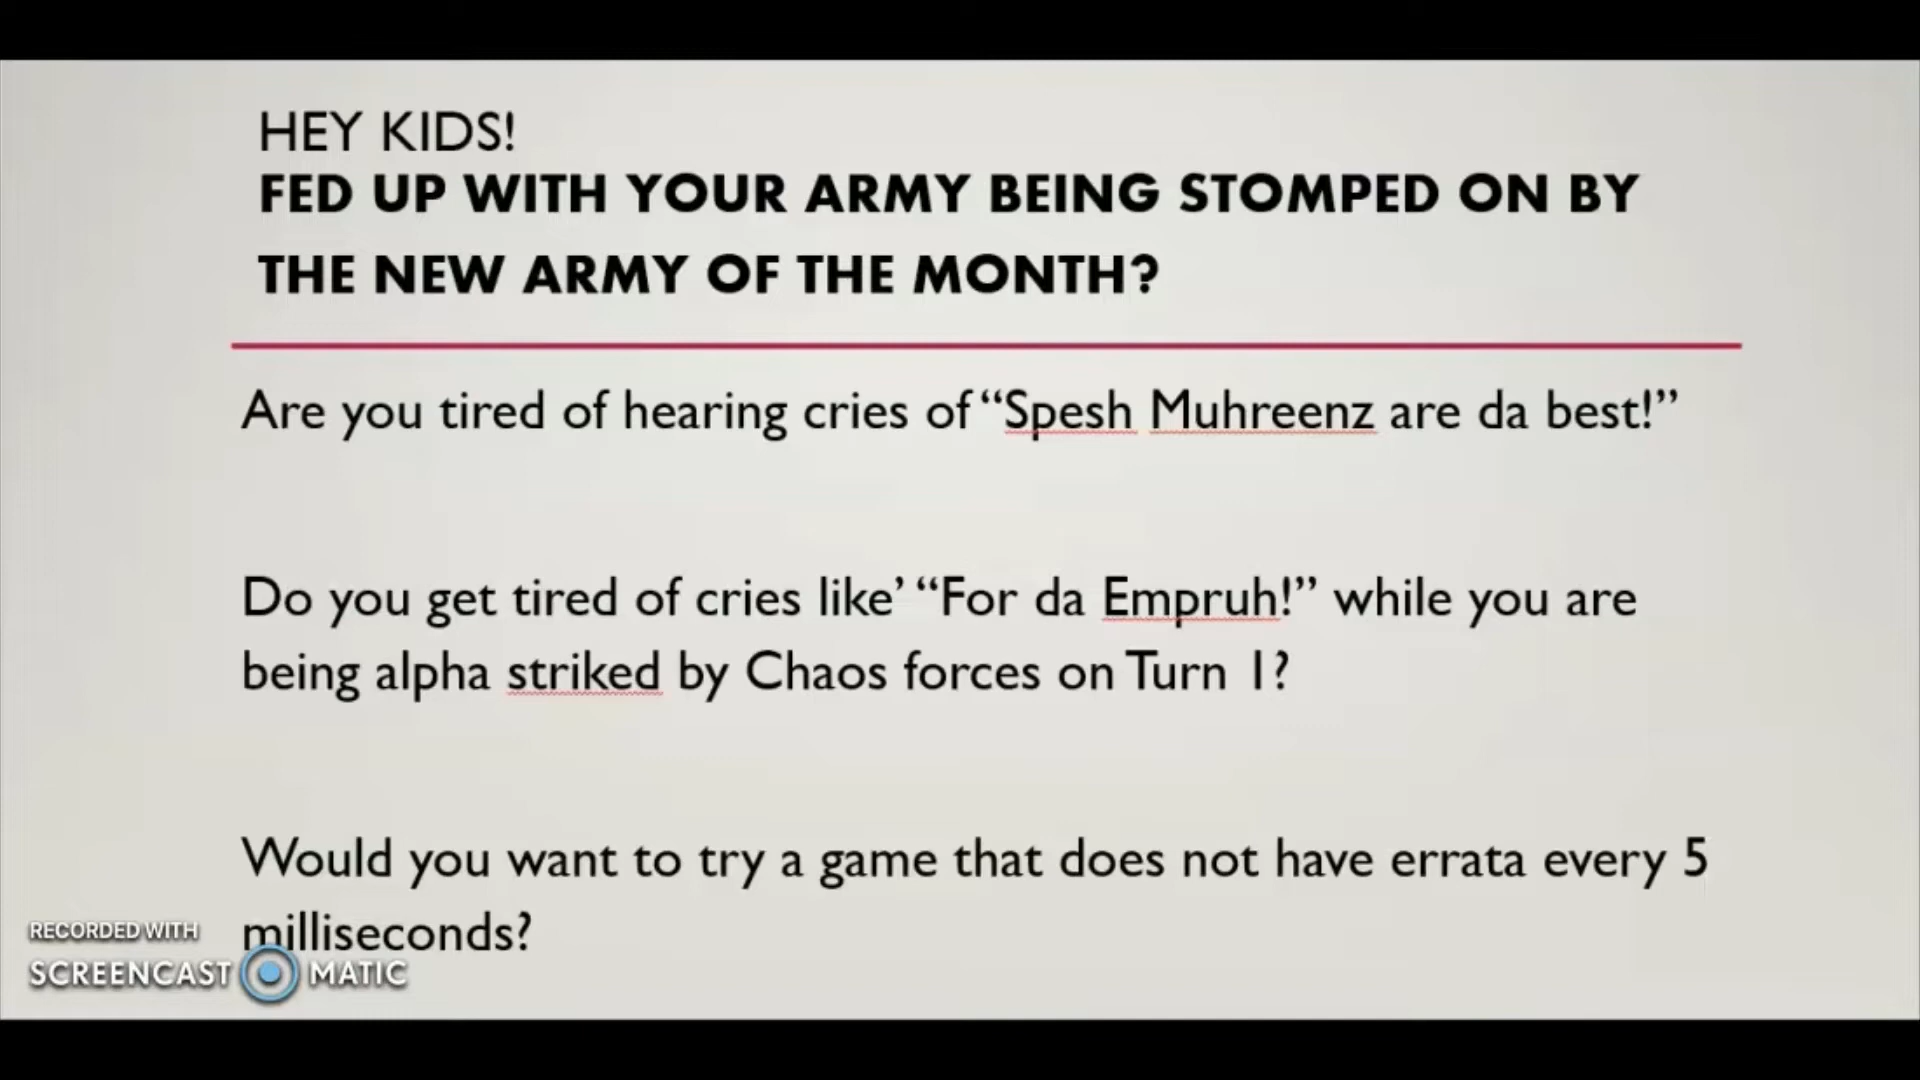 HEY KIDS!
FED UP WITH YOUR ARMY BEING STOMPED ON BY
THE NEW ARMY OF THE MONTH?
Are you tired of hearing cries of “Spesh Muhreenz are da best!”
Do you get tired of cries like’ “For da Empruh!” while you are
being alpha striked by Chaos forces on Turn 1?
Would you want to try a game that does not have errata every 5
milliseconds?
RECORDED WITH
SCREENCAST MATIC